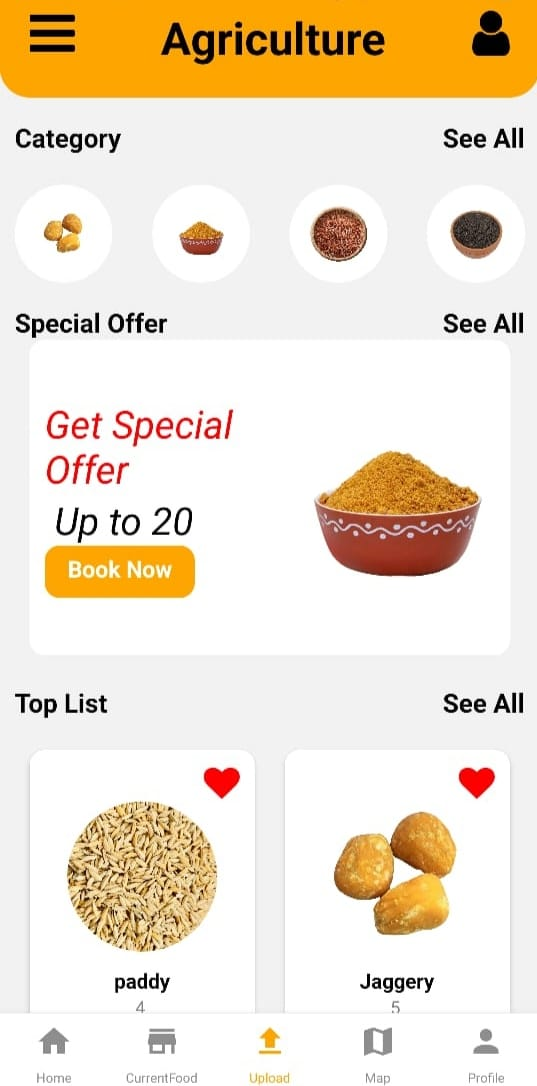 Agriculture
Category
See All
Special Offer
See All
Get Special
Offer
Up to 20
Book Now
Top List
See All
paddy
Jaggery
4
5
Home
CurrentFood
Upload
Map
Profile